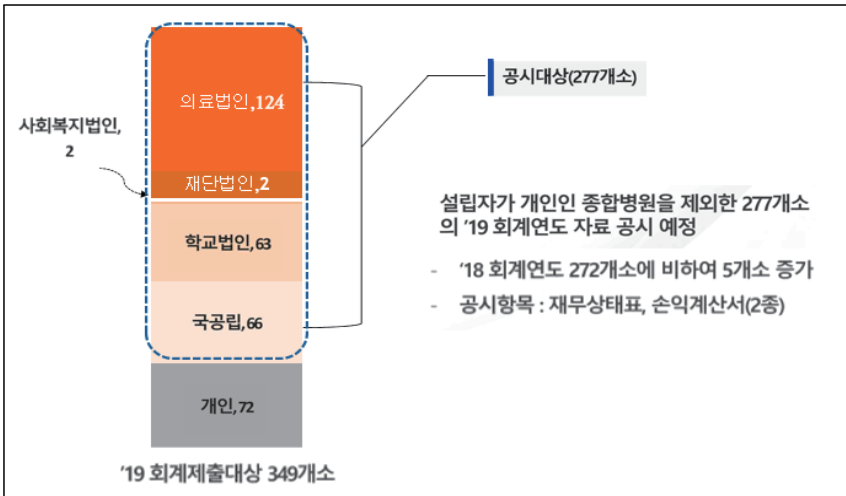 의료법인,124
공시대상(277개소)
사회복지법인,
2
재단법인,2
학교법인,63
국공립,66
개인,72
설립자가 개인인 종합병원을 제외한 277개소
의 ’19 회계연도 자료 공시 예정
- ’18 회계연도 272개소에 비하여 5개소 증가
- 공시항목 : 재무상태표, 손익계산서(2종)
’19 회계제출대상 349개소